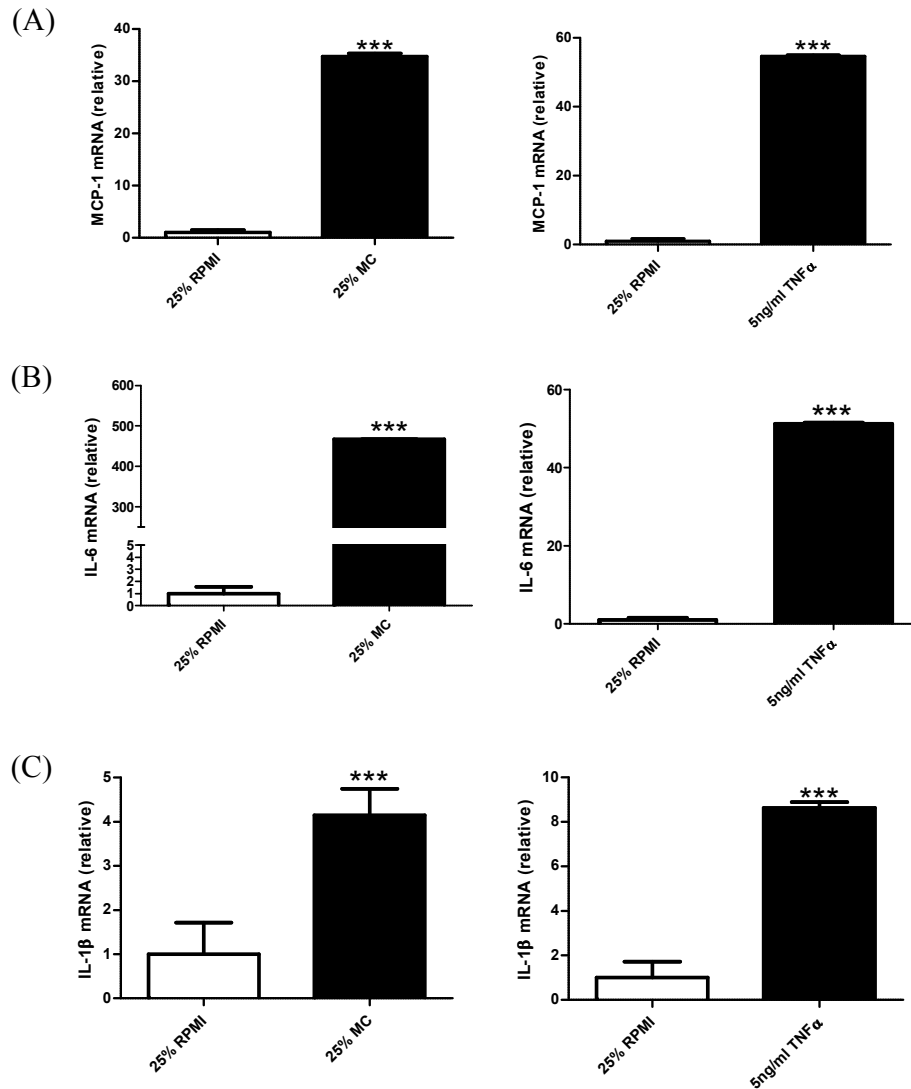 (A)
MCP-1 mRNA (relative)
40
30
20
10
0
***
25% RPMI
25% MC
MCP-1 mRNA (relative)
60
40
20
0
***
25% RPMI
5ng/ml TNFα
(B)
IL-6 mRNA (relative)
600
500
400
300
5
4
3
2
1
0
***
25% RPMI
25% MC
IL-6 mRNA (relative)
60
40
20
0
***
25% RPMI
5ng/ml TNFα
(C)
IL-1β mRNA (relative)
5
4
3
2
1
0
***
25% RPMI
25% MC
IL-1β mRNA (relative)
10
8
6
4
2
0
***
25% RPMI
5ng/ml TNFα